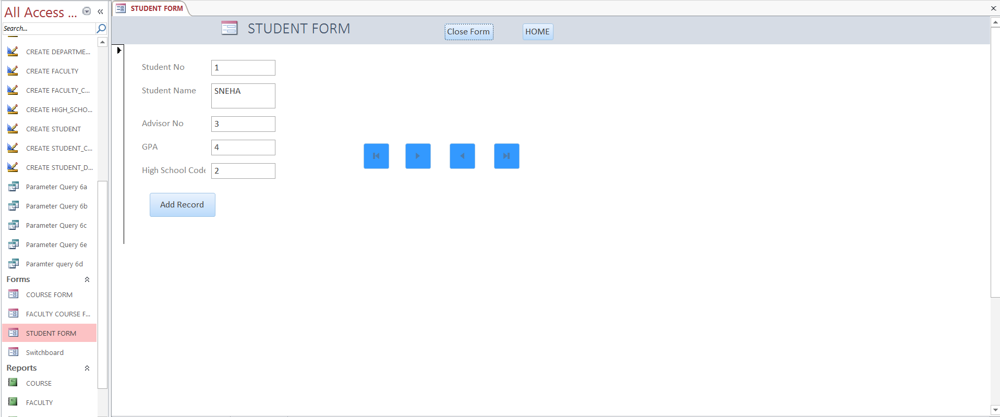 All Access ...
Search...
CREATE DEPARTME...
CREATE FACULTY
CREATE FACULTY_C...
CREATE HIGH_SCHO...
CREATE STUDENT
CREATE STUDENT_C...
CREATE STUDENT_D...
Parameter Query 6a
Parameter Query 6b
Parameter Query 6c
Parameter Query 6e
Paramter query 6d
Forms
COURSE FORM
FACULTY COURSE F...
STUDENT FORM
Switchboard
Reports
COURSE
FACULTY
STUDENT FORM
STUDENT FORM
Close Form
HOME
Student No 1
Student Name SNEHA
Advisor No 3
GPA 4
High School Code 2
Add Record